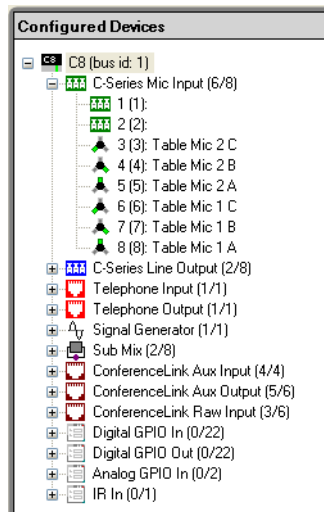 Configured Devices
C8 C8 (bus id: 1)
C-Series Mic Input (6/8)
1 (1):
2 (2):
3 (3): Table Mic 2 C
4 (4): Table Mic 2 B
5 (5): Table Mic 2 A
6 (6): Table Mic 1 C
7 (7): Table Mic 1 B
8 (8): Table Mic 1 A
C-Series Line Output (2/8)
Telephone Input (1/1)
Telephone Output (1/1)
Signal Generator (1/1)
Sub Mix (2/8)
ConferenceLink Aux Input (4/4)
ConferenceLink Aux Output (5/6)
ConferenceLink Raw Input (3/6)
Digital GPIO In (0/22)
Digital GPIO Out (0/22)
Analog GPIO In (0/2)
IR In (0/1)